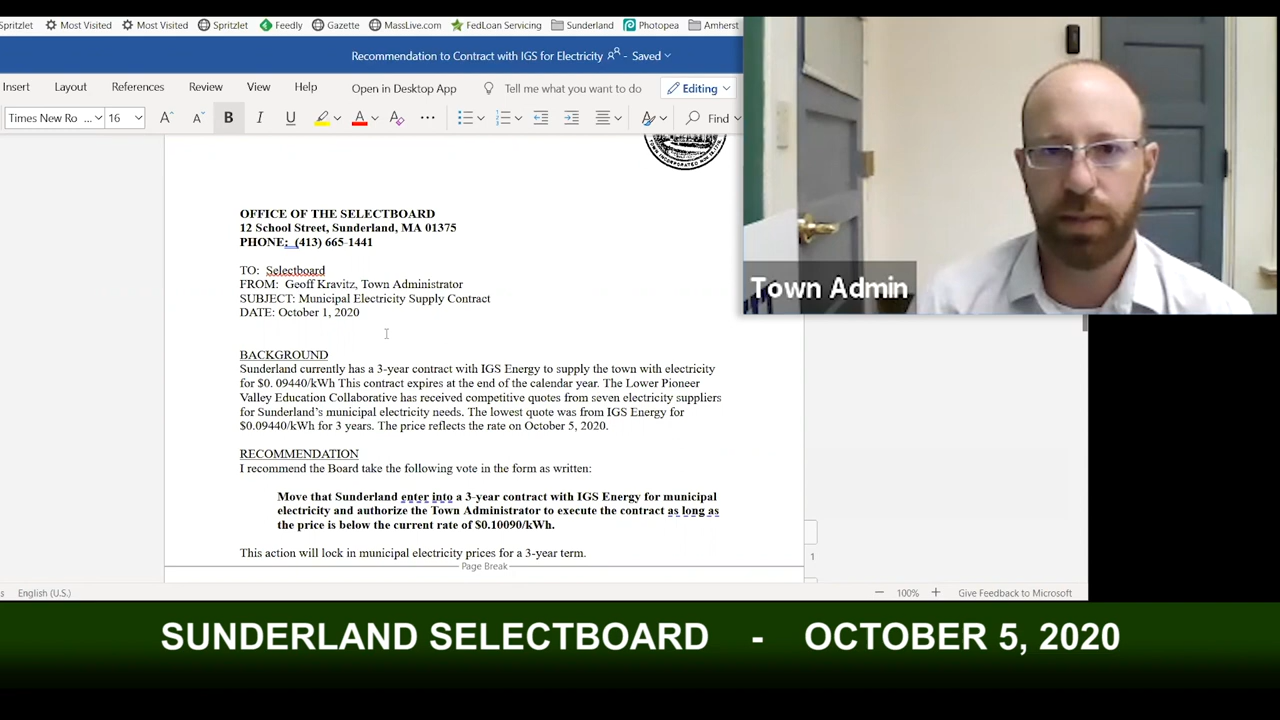 Spritzlet Most Visited Most Visited Spritzlet Feedly Gazette MassLive.com FedLoan Servicing Sunderland Photopea Amherst
Recommendation to Contract with IGS for Electricity - Saved
Insert Layout References Review View Help Open in Desktop App Tell me what you want to do Editing
Times New Ro ... 16 A A B I U A Find
OFFICE OF THE SELECTBOARD
12 School Street, Sunderland, MA 01375
PHONE: (413) 665-1441
TO: Selectboard
FROM: Geoff Kravitz, Town Administrator
SUBJECT: Municipal Electricity Supply Contract
DATE: October 1, 2020
BACKGROUND
Sunderland currently has a 3-year contract with IGS Energy to supply the town with electricity
for $0. 09440/kWh This contract expires at the end of the calendar year. The Lower Pioneer
Valley Education Collaborative has received competitive quotes from seven electricity suppliers
for Sunderland's municipal electricity needs. The lowest quote was from IGS Energy for
$0.09440/kWh for 3 years. The price reflects the rate on October 5, 2020.
RECOMMENDATION
I recommend the Board take the following vote in the form as written:
Move that Sunderland enter into a 3-year contract with IGS Energy for municipal
electricity and authorize the Town Administrator to execute the contract as long as
the price is below the current rate of $0.10090/kWh.
This action will lock in municipal electricity prices for a 3-year term.
Page Break
1
English (U.S.) 100% Give Feedback to Microsoft
Town Admin
SUNDERLAND SELECTBOARD - OCTOBER 5, 2020